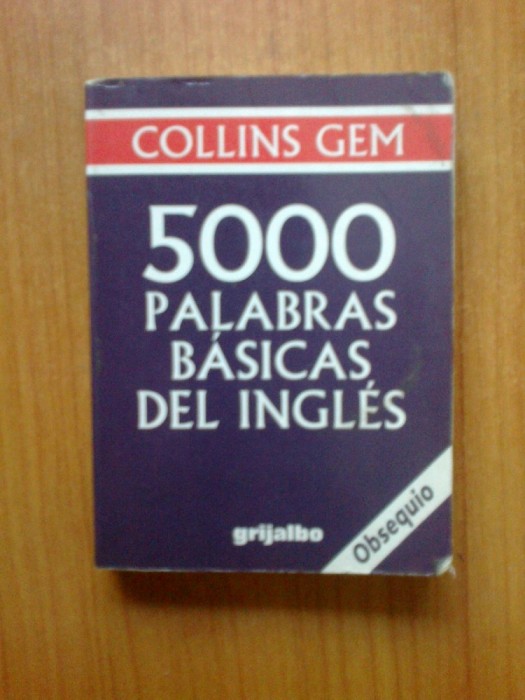 COLLINS GEM
5000
PALABRAS
BÁSICAS
DEL INGLÉS
grijalbo
Obsequio